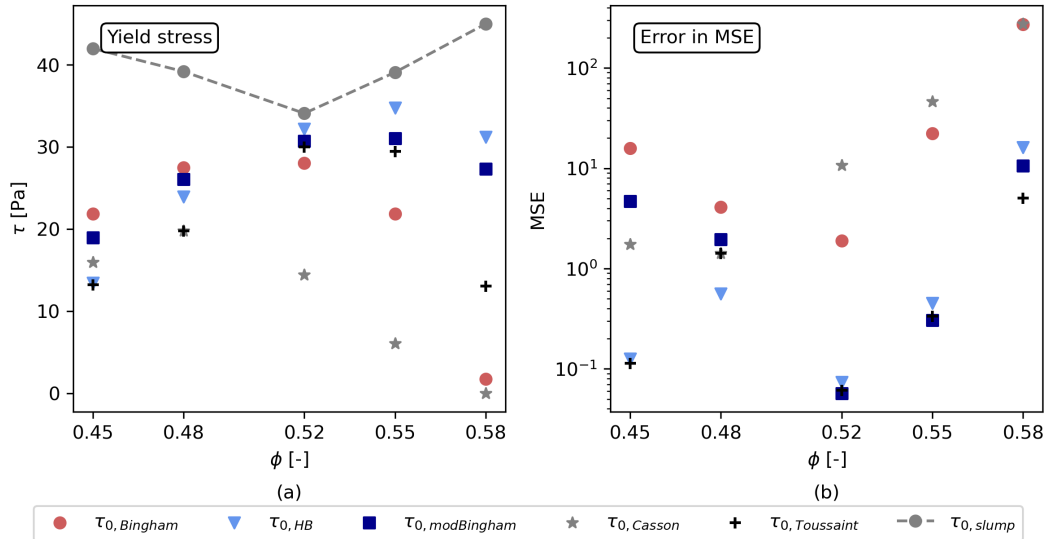 Yield stress
τ [Pa]
40
30
20
10
0
0.45 0.48 0.52 0.55 0.58
ϕ [-]
(a)
Error in MSE
MSE
10²
10¹
10⁰
10⁻¹
0.45 0.48 0.52 0.55 0.58
ϕ [-]
(b)
τ0, Bingham τ0, HB τ0, modBingham τ0, Casson τ0, Toussaint τ0, slump